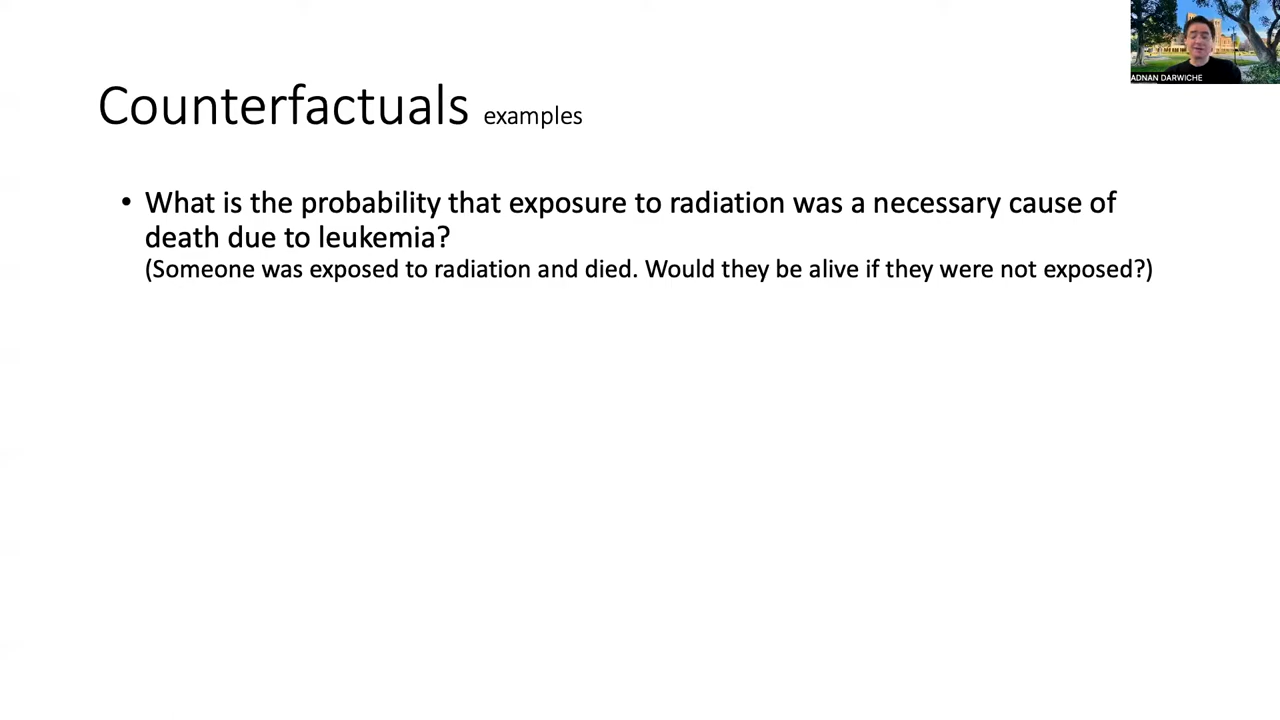 ADNAN DARWICHE
Counterfactuals examples
• What is the probability that exposure to radiation was a necessary cause of
death due to leukemia?
(Someone was exposed to radiation and died. Would they be alive if they were not exposed?)